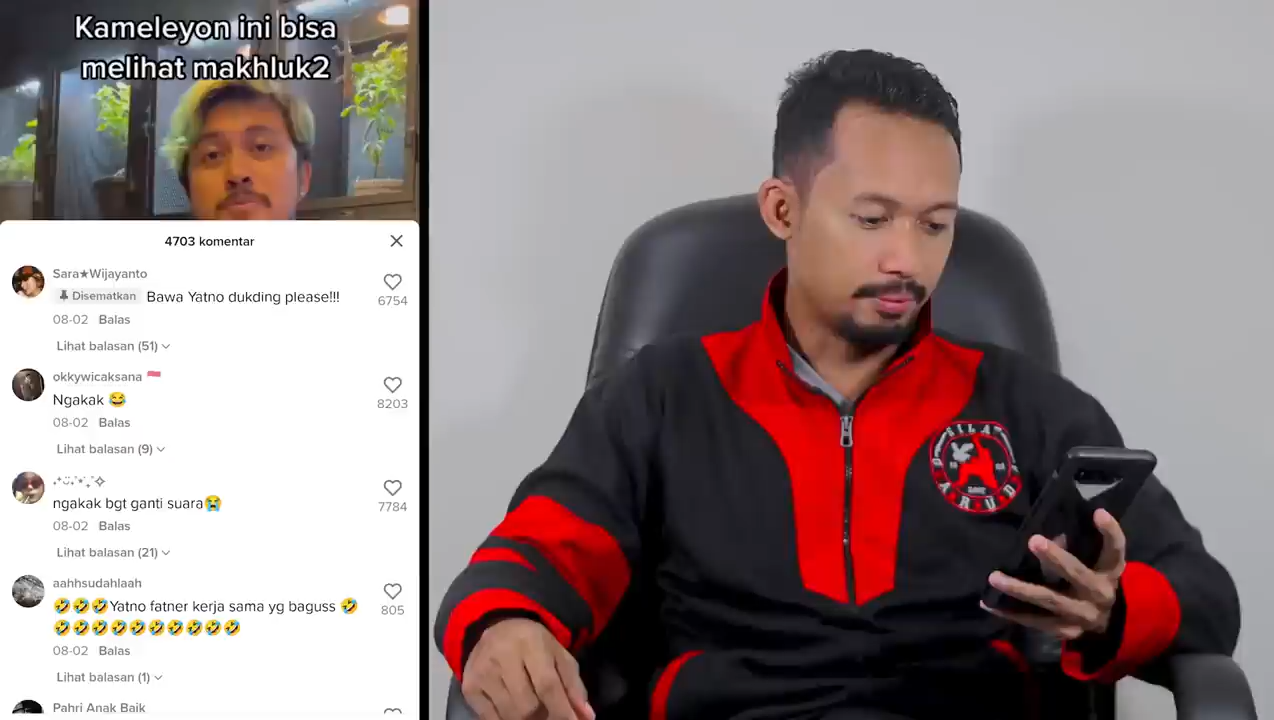 Kameleyon ini bisa
melihat makhluk2
4703 komentar
Sara★Wijayanto
Disematkan Bawa Yatno dukding please!!!
6754
08-02 Balas
Lihat balasan (51)
okkywicaksana 🇮🇩
Ngakak 😂
8203
08-02 Balas
Lihat balasan (9)
ngakak bgt ganti suara😭
7784
08-02 Balas
Lihat balasan (21)
aahhsudahlaah
🤣🤣🤣Yatno fatner kerja sama yg baguss 🤣
🤣🤣🤣🤣🤣🤣🤣🤣🤣🤣
805
08-02 Balas
Lihat balasan (1)
Pahri Anak Baik
SILAT
GARUDA